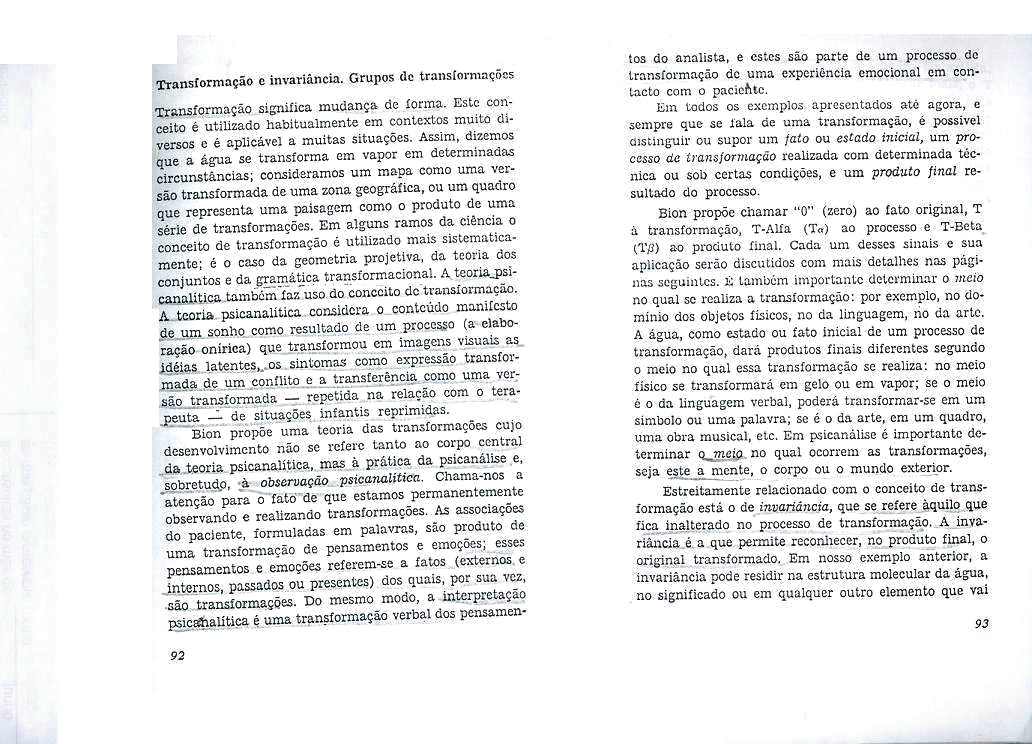 Transformação e invariância. Grupos de transformações
Transformação significa mudança de forma. Este con-
ceito é utilizado habitualmente em contextos muito di-
versos e é aplicável a muitas situações. Assim, dizemos
que a água se transforma em vapor em determinadas
circunstâncias; consideramos um mapa como uma ver-
são transformada de uma zona geográfica, ou um quadro
que representa uma paisagem como o produto de uma
série de transformações. Em alguns ramos da ciência o
conceito de transformação é utilizado mais sistematica-
mente; é o caso da geometria projetiva, da teoria dos
conjuntos e da gramática transformacional. A teoria psi-
canalítica também faz uso do conceito de transformação.
A teoria psicanalítica considera o conteúdo manifesto
de um sonho como resultado de um processo (a elabo-
ração onírica) que transformou em imagens visuais as
idéias latentes, os sintomas como expressão transfor-
mada de um conflito e a transferência como uma ver-
são transformada — repetida na relação com o tera-
peuta — de situações infantis reprimidas.
Bion propõe uma teoria das transformações cujo
desenvolvimento não se refere tanto ao corpo central
da teoria psicanalítica, mas à prática da psicanálise e,
sobretudo, à observação psicanalítica. Chama-nos a
atenção para o fato de que estamos permanentemente
observando e realizando transformações. As associações
do paciente, formuladas em palavras, são produto de
uma transformação de pensamentos e emoções; esses
pensamentos e emoções referem-se a fatos (externos e
internos, passados ou presentes) dos quais, por sua vez,
são transformações. Do mesmo modo, a interpretação
psicanalítica é uma transformação verbal dos pensamen-
92
tos do analista, e estes são parte de um processo de
transformação de uma experiência emocional em con-
tacto com o paciente.
Em todos os exemplos apresentados até agora, e
sempre que se fala de uma transformação, é possível
distinguir ou supor um fato ou estado inicial, um pro-
cesso de transformação realizada com determinada téc-
nica ou sob certas condições, e um produto final re-
sultado do processo.
Bion propõe chamar "0" (zero) ao fato original, T
à transformação, T-Alfa (Tα) ao processo e T-Beta
(Tβ) ao produto final. Cada um desses sinais e sua
aplicação serão discutidos com mais detalhes nas pági-
nas seguintes. É também importante determinar o meio
no qual se realiza a transformação: por exemplo, no do-
mínio dos objetos físicos, no da linguagem, no da arte.
A água, como estado ou fato inicial de um processo de
transformação, dará produtos finais diferentes segundo
o meio no qual essa transformação se realiza: no meio
físico se transformará em gelo ou em vapor; se o meio
é o da linguagem verbal, poderá transformar-se em um
símbolo ou uma palavra; se é o da arte, em um quadro,
uma obra musical, etc. Em psicanálise é importante de-
terminar o meio no qual ocorrem as transformações,
seja este a mente, o corpo ou o mundo exterior.
Estreitamente relacionado com o conceito de trans-
formação está o de invariância, que se refere àquilo que
fica inalterado no processo de transformação. A inva-
riância é a que permite reconhecer, no produto final, o
original transformado. Em nosso exemplo anterior, a
invariância pode residir na estrutura molecular da água,
no significado ou em qualquer outro elemento que vai
93